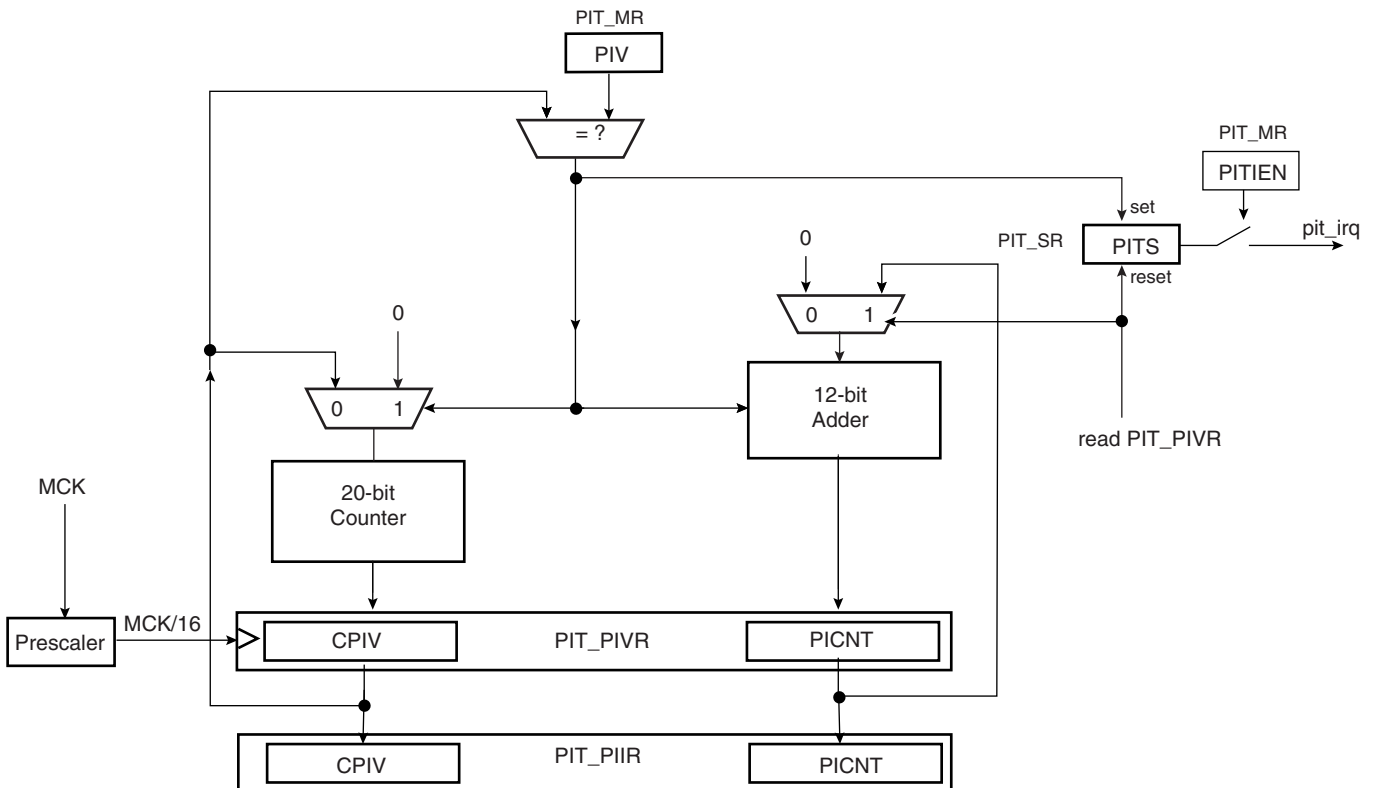 PIT_MR
PIV
= ?
PIT_MR
PITIEN
set
PIT_SR
PITS
pit_irq
reset
0
0 1
0
0 1
12-bit
Adder
read PIT_PIVR
20-bit
Counter
MCK
Prescaler
MCK/16
CPIV
PIT_PIVR
PICNT
CPIV
PIT_PIIR
PICNT